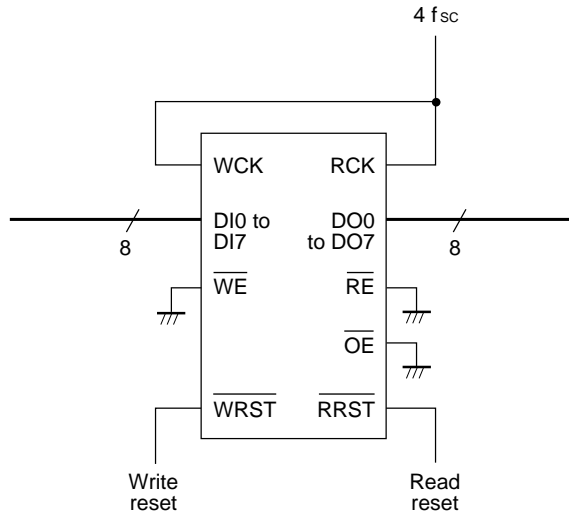 4 fSC
WCK RCK
DI0 to DO0
DI7 to DO7
8 8
WE RE
OE
WRST RRST
Write Read
reset reset